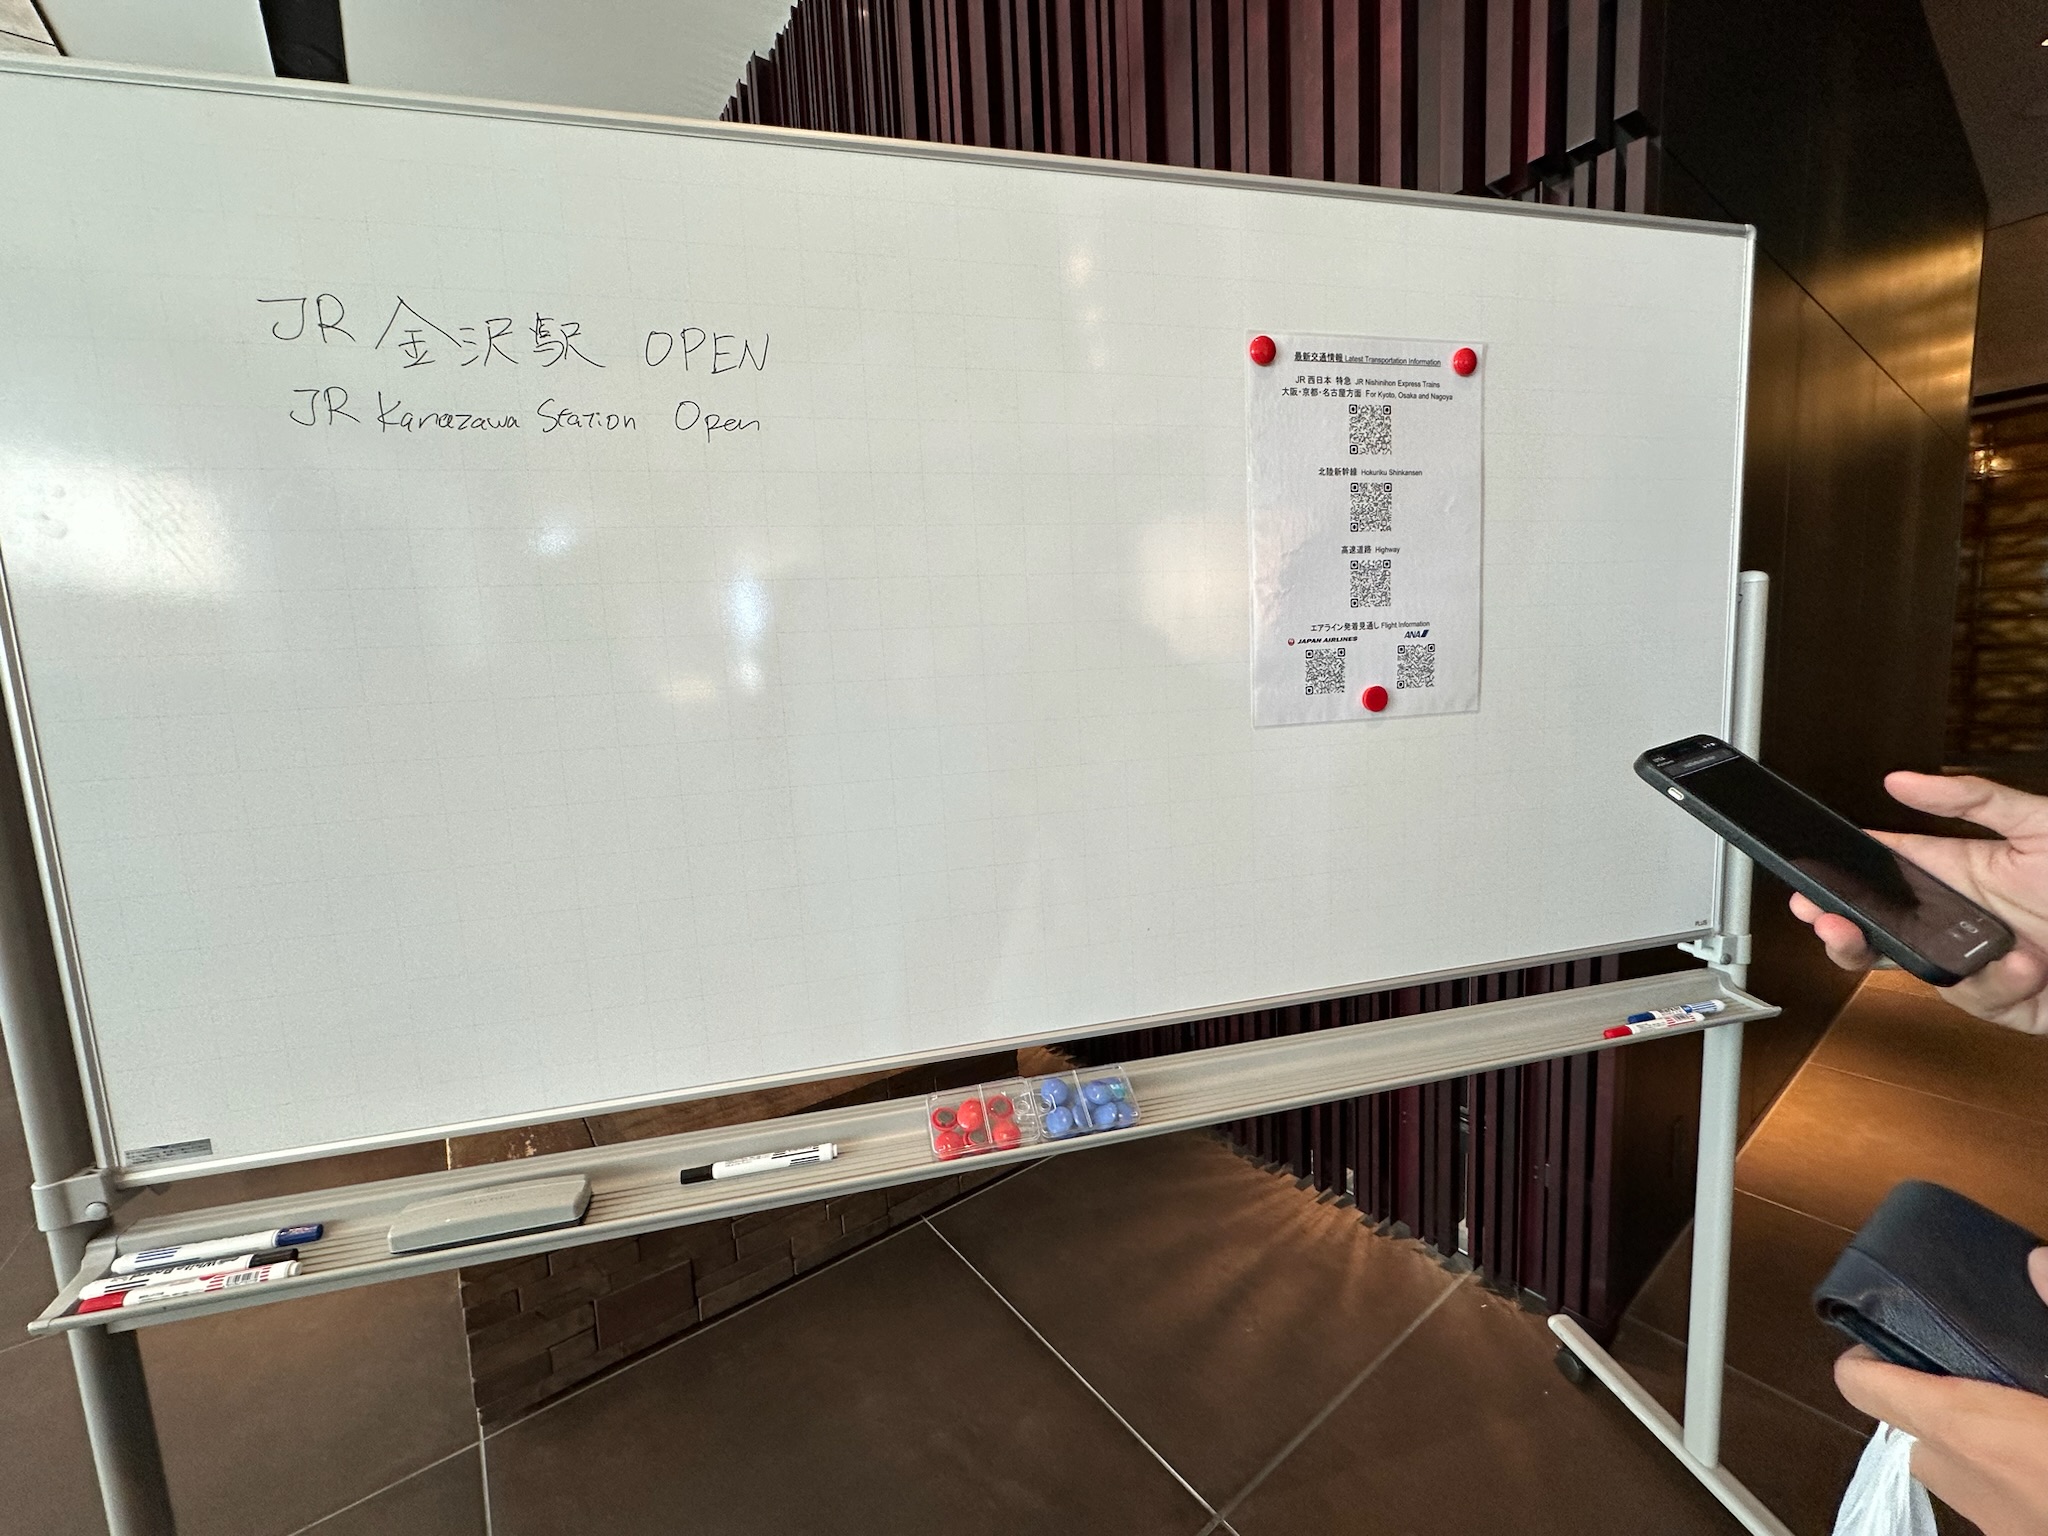 JR 金沢駅 OPEN
JR Kanazawa Station Open
最新交通情報 Latest Transportation Information
JR 西日本 特急 JR Nishinihon Express Trains
大阪・京都・名古屋方面 For Kyoto, Osaka and Nagoya
北陸新幹線 Hokuriku Shinkansen
高速道路 Highway
エアライン発着見通し Flight Information
JAPAN AIRLINES
ANA
PLUS